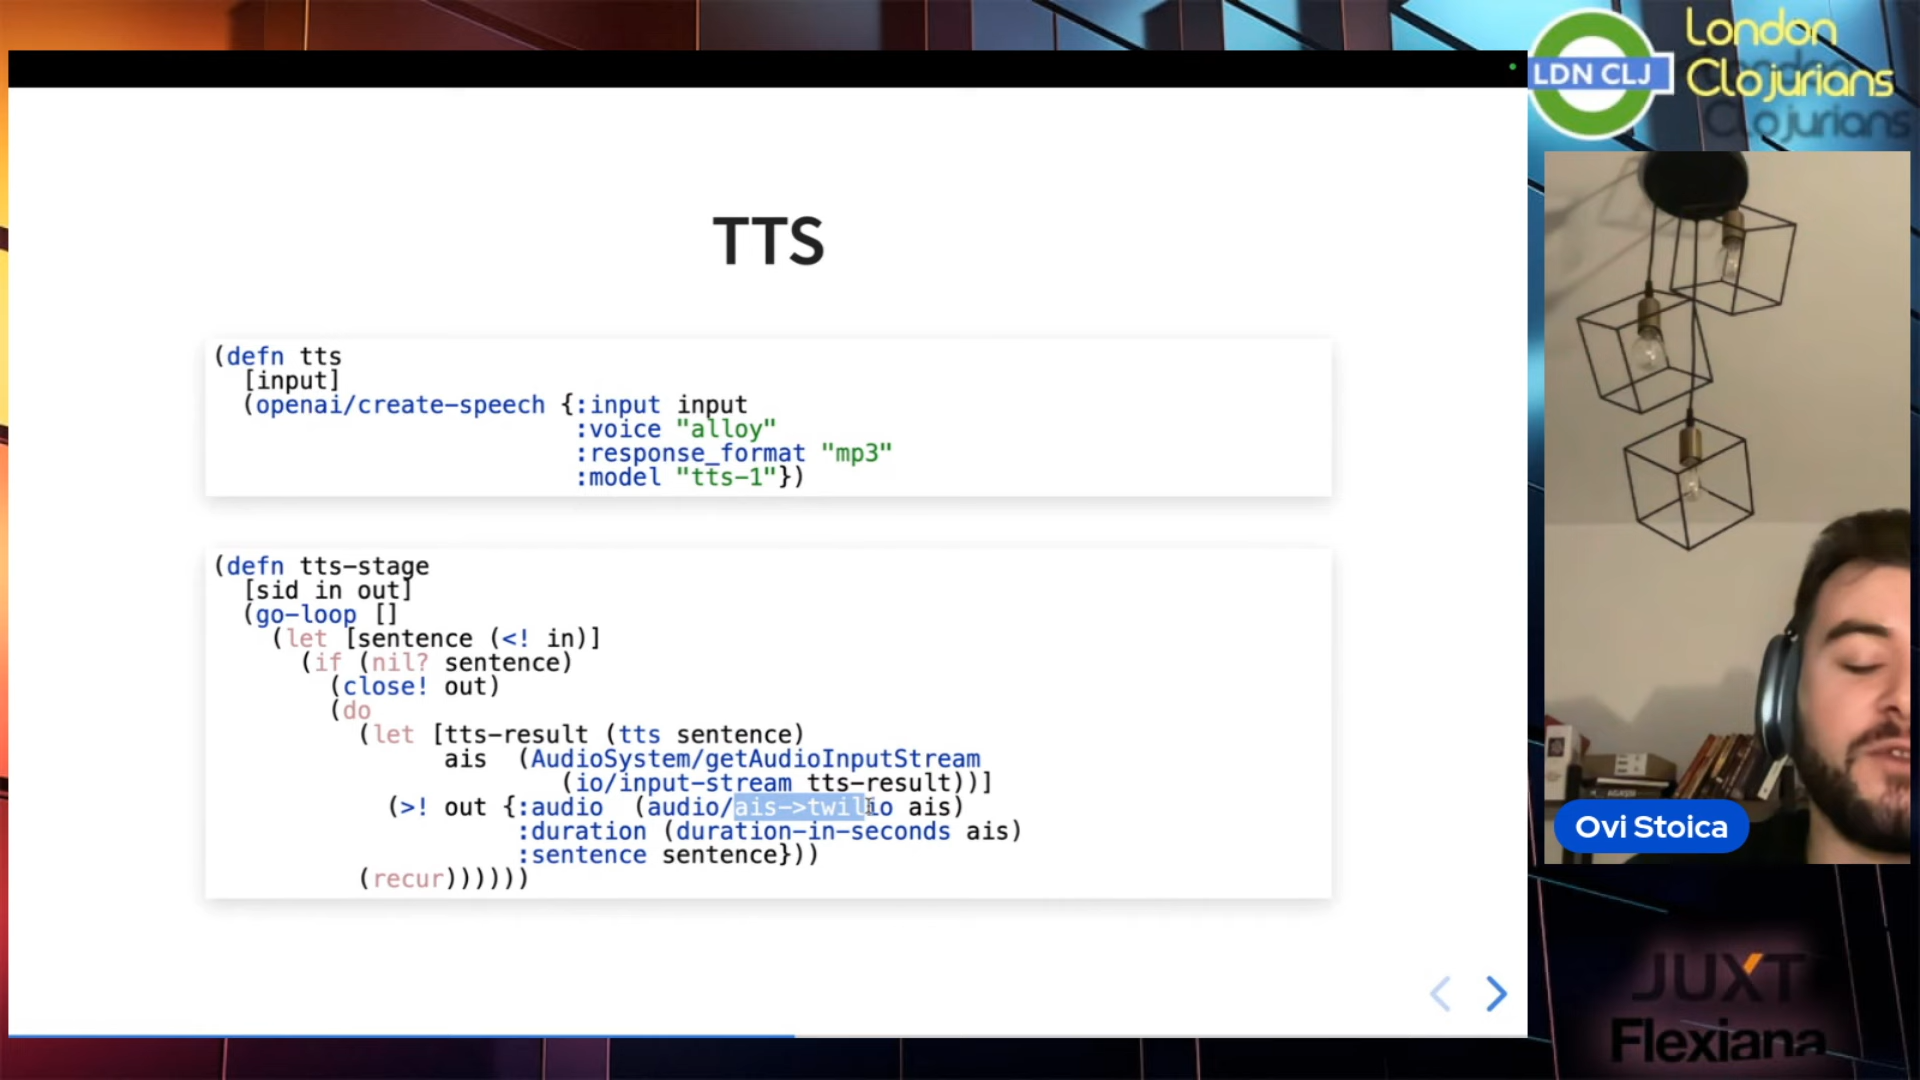 London
LDN CLJ
Clojurians
Clojurians
TTS
(defn tts
  [input]
  (openai/create-speech {:input input
                         :voice "alloy"
                         :response_format "mp3"
                         :model "tts-1"})
(defn tts-stage
  [sid in out]
  (go-loop []
    (let [sentence (<! in)]
      (if (nil? sentence)
        (close! out)
        (do
          (let [tts-result (tts sentence)
                ais  (AudioSystem/getAudioInputStream
                        (io/input-stream tts-result))]
            (>! out {:audio  (audio/ais->twilio ais)
                     :duration (duration-in-seconds ais)
                     :sentence sentence}))
          (recur))))))
Ovi Stoica
JUXT
Flexiana